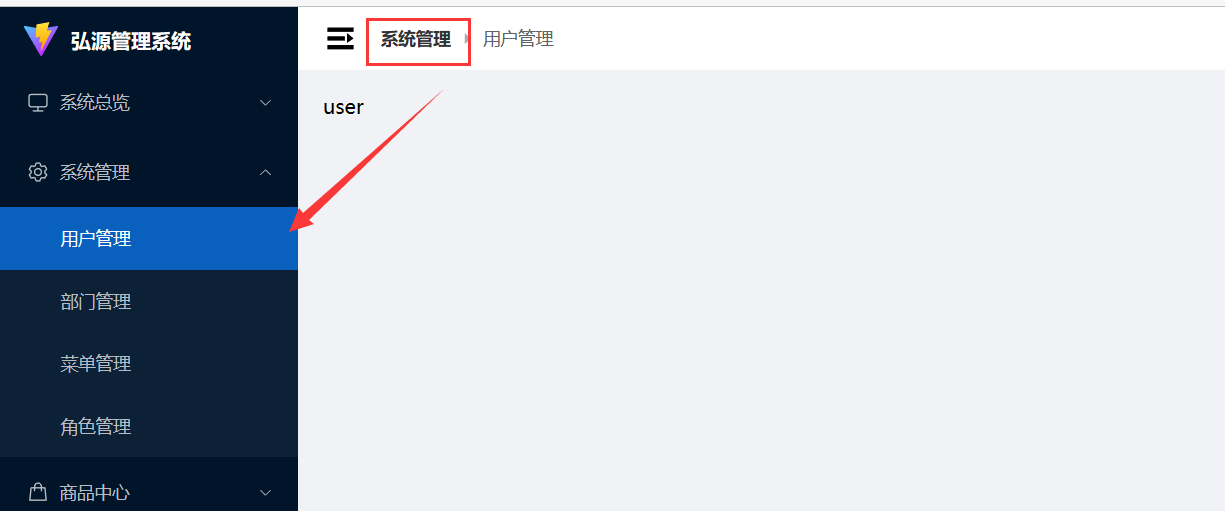 弘源管理系统
系统管理 用户管理
系统总览
user
系统管理
用户管理
部门管理
菜单管理
角色管理
商品中心